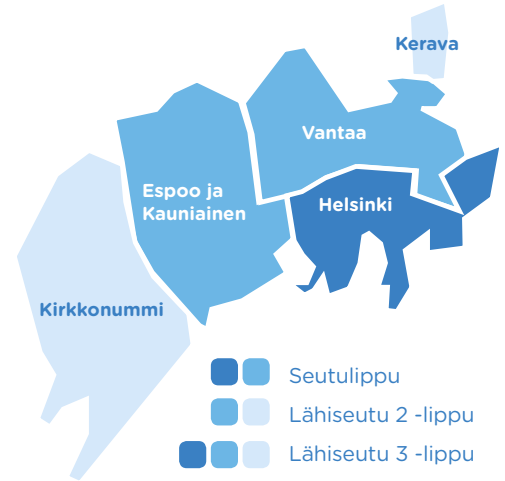 Kerava
Vantaa
Espoo ja
Kauniainen
Helsinki
Kirkkonummi
Seutulippu
Lähiseutu 2 -lippu
Lähiseutu 3 -lippu